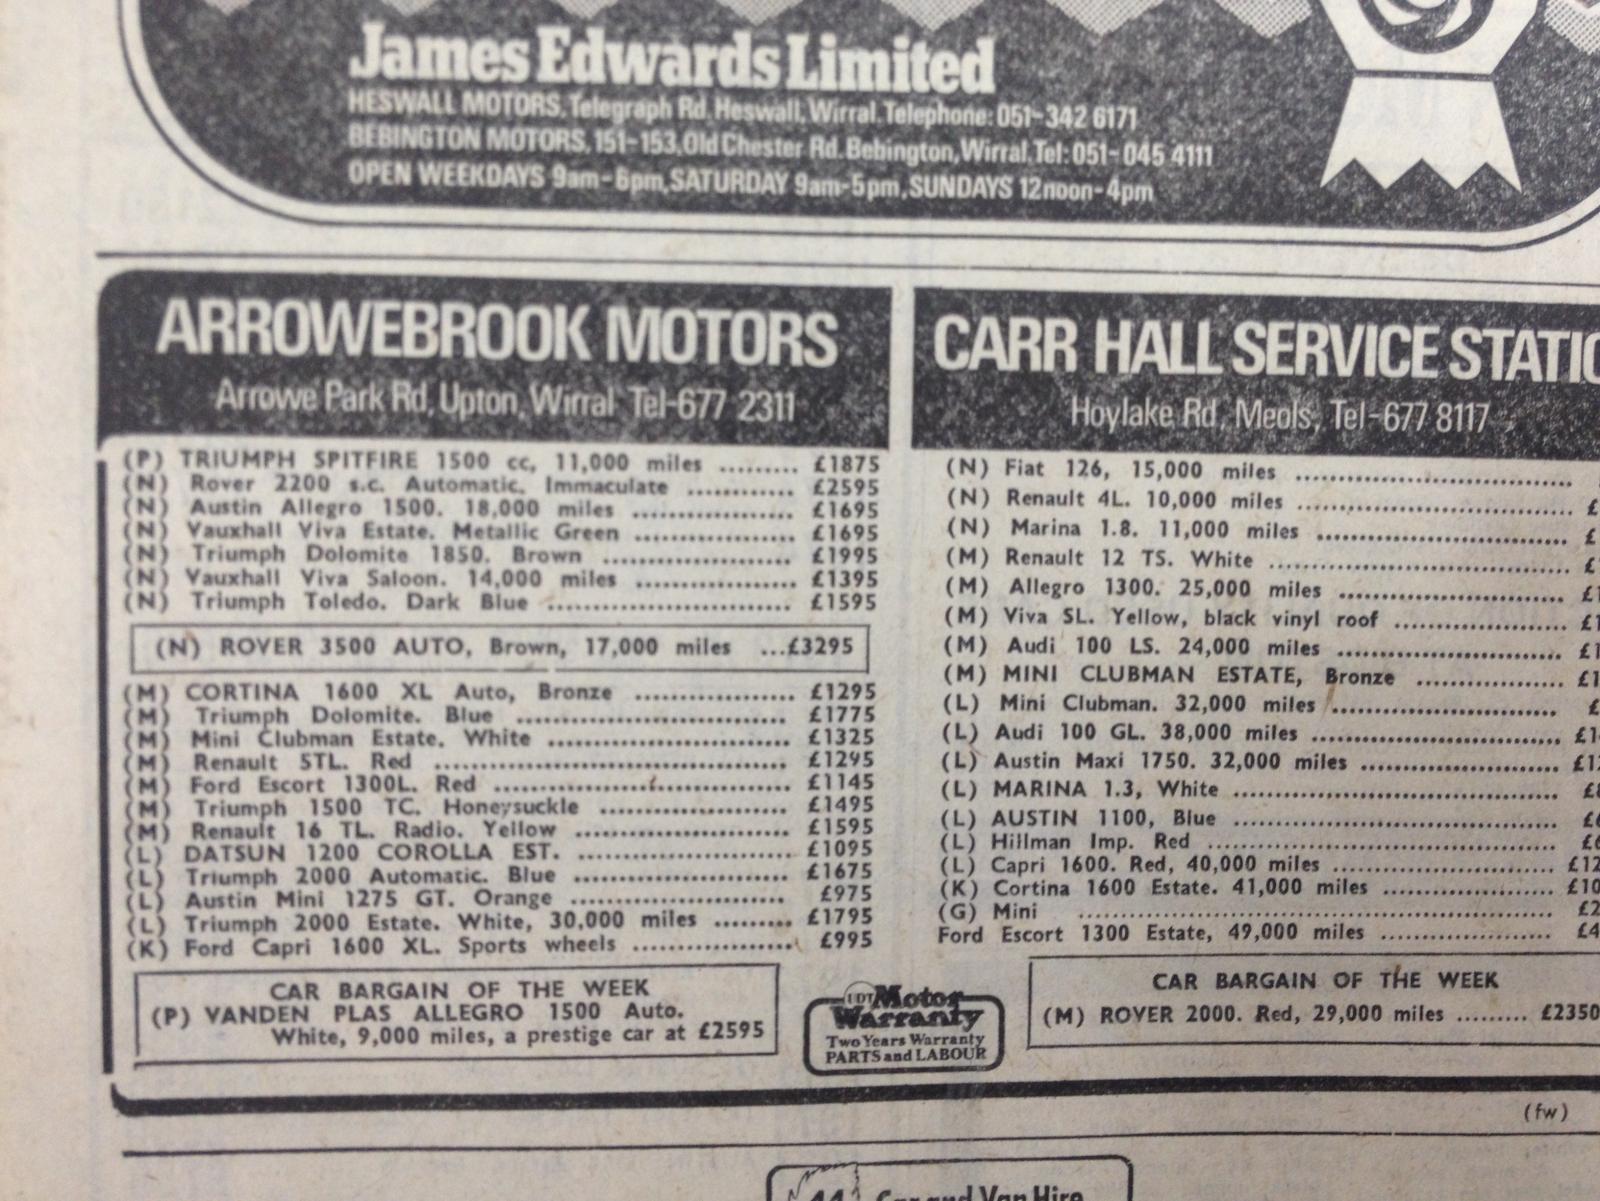 James Edwards Limited
HESWALL MOTORS, Telegraph Rd, Heswall, Wirral. Telephone: 051-342 6171
BEBINGTON MOTORS, 151-153, Old Chester Rd. Bebington, Wirral. Tel: 051-045 4111
OPEN WEEKDAYS 9am-6pm, SATURDAY 9am-5pm, SUNDAYS 12noon-4pm
ARROWEBROOK MOTORS
Arrowe Park Rd, Upton, Wirral Tel-677 2311
(P) TRIUMPH SPITFIRE 1500 cc, 11,000 miles ......... £1875
(N) Rover 2200 s.c. Automatic. Immaculate ............ £2595
(N) Austin Allegro 1500. 18,000 miles .................. £1695
(N) Vauxhall Viva Estate. Metallic Green .................. £1695
(N) Triumph Dolomite 1850. Brown ..................... £1995
(N) Vauxhall Viva Saloon. 14,000 miles .................. £1395
(N) Triumph Toledo. Dark Blue ........................... £1595
(N) ROVER 3500 AUTO, Brown, 17,000 miles ...£3295
(M) CORTINA 1600 XL Auto, Bronze .................. £1295
(M) Triumph Dolomite. Blue .............................. £1775
(M) Mini Clubman Estate. White ........................... £1325
(M) Renault 5TL. Red ....................................... £1295
(M) Ford Escort 1300L. Red ................................. £1145
(M) Triumph 1500 TC. Honeysuckle ..................... £1495
(M) Renault 16 TL. Radio. Yellow ........................ £1595
(L) DATSUN 1200 COROLLA EST. ........................ £1095
(L) Triumph 2000 Automatic. Blue ........................ £1675
(L) Austin Mini 1275 GT. Orange ........................ £975
(L) Triumph 2000 Estate. White, 30,000 miles ......... £1795
(K) Ford Capri 1600 XL. Sports wheels .................. £995
CAR BARGAIN OF THE WEEK
(P) VANDEN PLAS ALLEGRO 1500 Auto.
White, 9,000 miles, a prestige car at £2595
UDT Motor
Warranty
Two Years Warranty
PARTS and LABOUR
CARR HALL SERVICE STATIO
Hoylake Rd, Meols, Tel-677 8117
(N) Fiat 126, 15,000 miles ..............................
(N) Renault 4L. 10,000 miles .............................. £
(N) Marina 1.8. 11,000 miles ........................... £
(M) Renault 12 TS. White ................................. £
(M) Allegro 1300. 25,000 miles ........................ £1
(M) Viva SL. Yellow, black vinyl roof .................. £1
(M) Audi 100 LS. 24,000 miles ........................ £1
(M) MINI CLUBMAN ESTATE, Bronze ............... £1
(L) Mini Clubman. 32,000 miles ........................ £
(L) Audi 100 GL. 38,000 miles ........................ £1
(L) Austin Maxi 1750. 32,000 miles ..................... £1
(L) MARINA 1.3, White .............................. £
(L) AUSTIN 1100, Blue ................................. £
(L) Hillman Imp. Red .................................... £
(L) Capri 1600. Red, 40,000 miles ........................ £12
(K) Cortina 1600 Estate. 41,000 miles .................. £10
(G) Mini ................................................ £2
Ford Escort 1300 Estate, 49,000 miles .................. £4
CAR BARGAIN OF THE WEEK
(M) ROVER 2000. Red, 29,000 miles ......... £2350
(fw)
Car and Van Hire